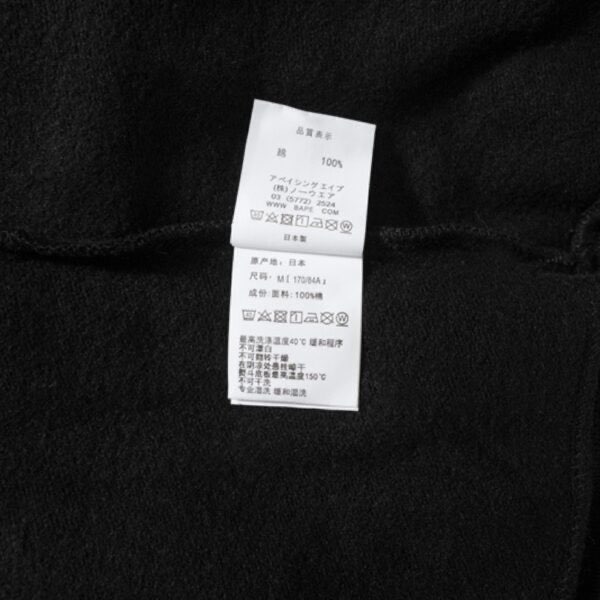 品質表示
綿 100%
アベイシングエイプ
(株)ノーウエア
03 (5772) 2524
WWW BAPE COM
日本製
原产地: 日本
尺码: M[170/84A]
成份: 面料: 100%棉
最高洗涤温度40℃ 缓和程序
不可漂白
不可翻转干燥
在阴凉处悬挂晾干
熨斗底板最高温度150℃
不可干洗
专业湿洗 缓和湿洗